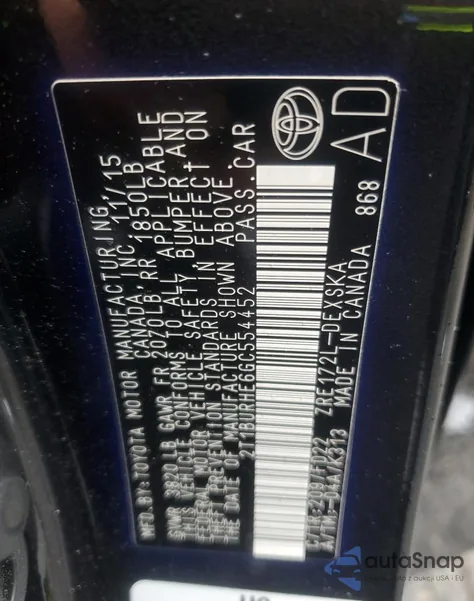 MFD.BY:TOYOTA MOTOR MANUFACTURING,
CANADA, INC. 11/15
GVWR 3820LB GAWR FR 2070LB RR 1850LB
THIS VEHICLE CONFORMS TO ALL APPLICABLE
FEDERAL MOTOR VEHICLE SAFETY, BUMPER AND
THEFT PREVENTION STANDARDS IN EFFECT ON
THE DATE OF MANUFACTURE SHOWN ABOVE.
2T1BURHE6GC554452 PASS.CAR
ZRE172L-DEXSKA
MADE IN CANADA 868
AD
autoSnap